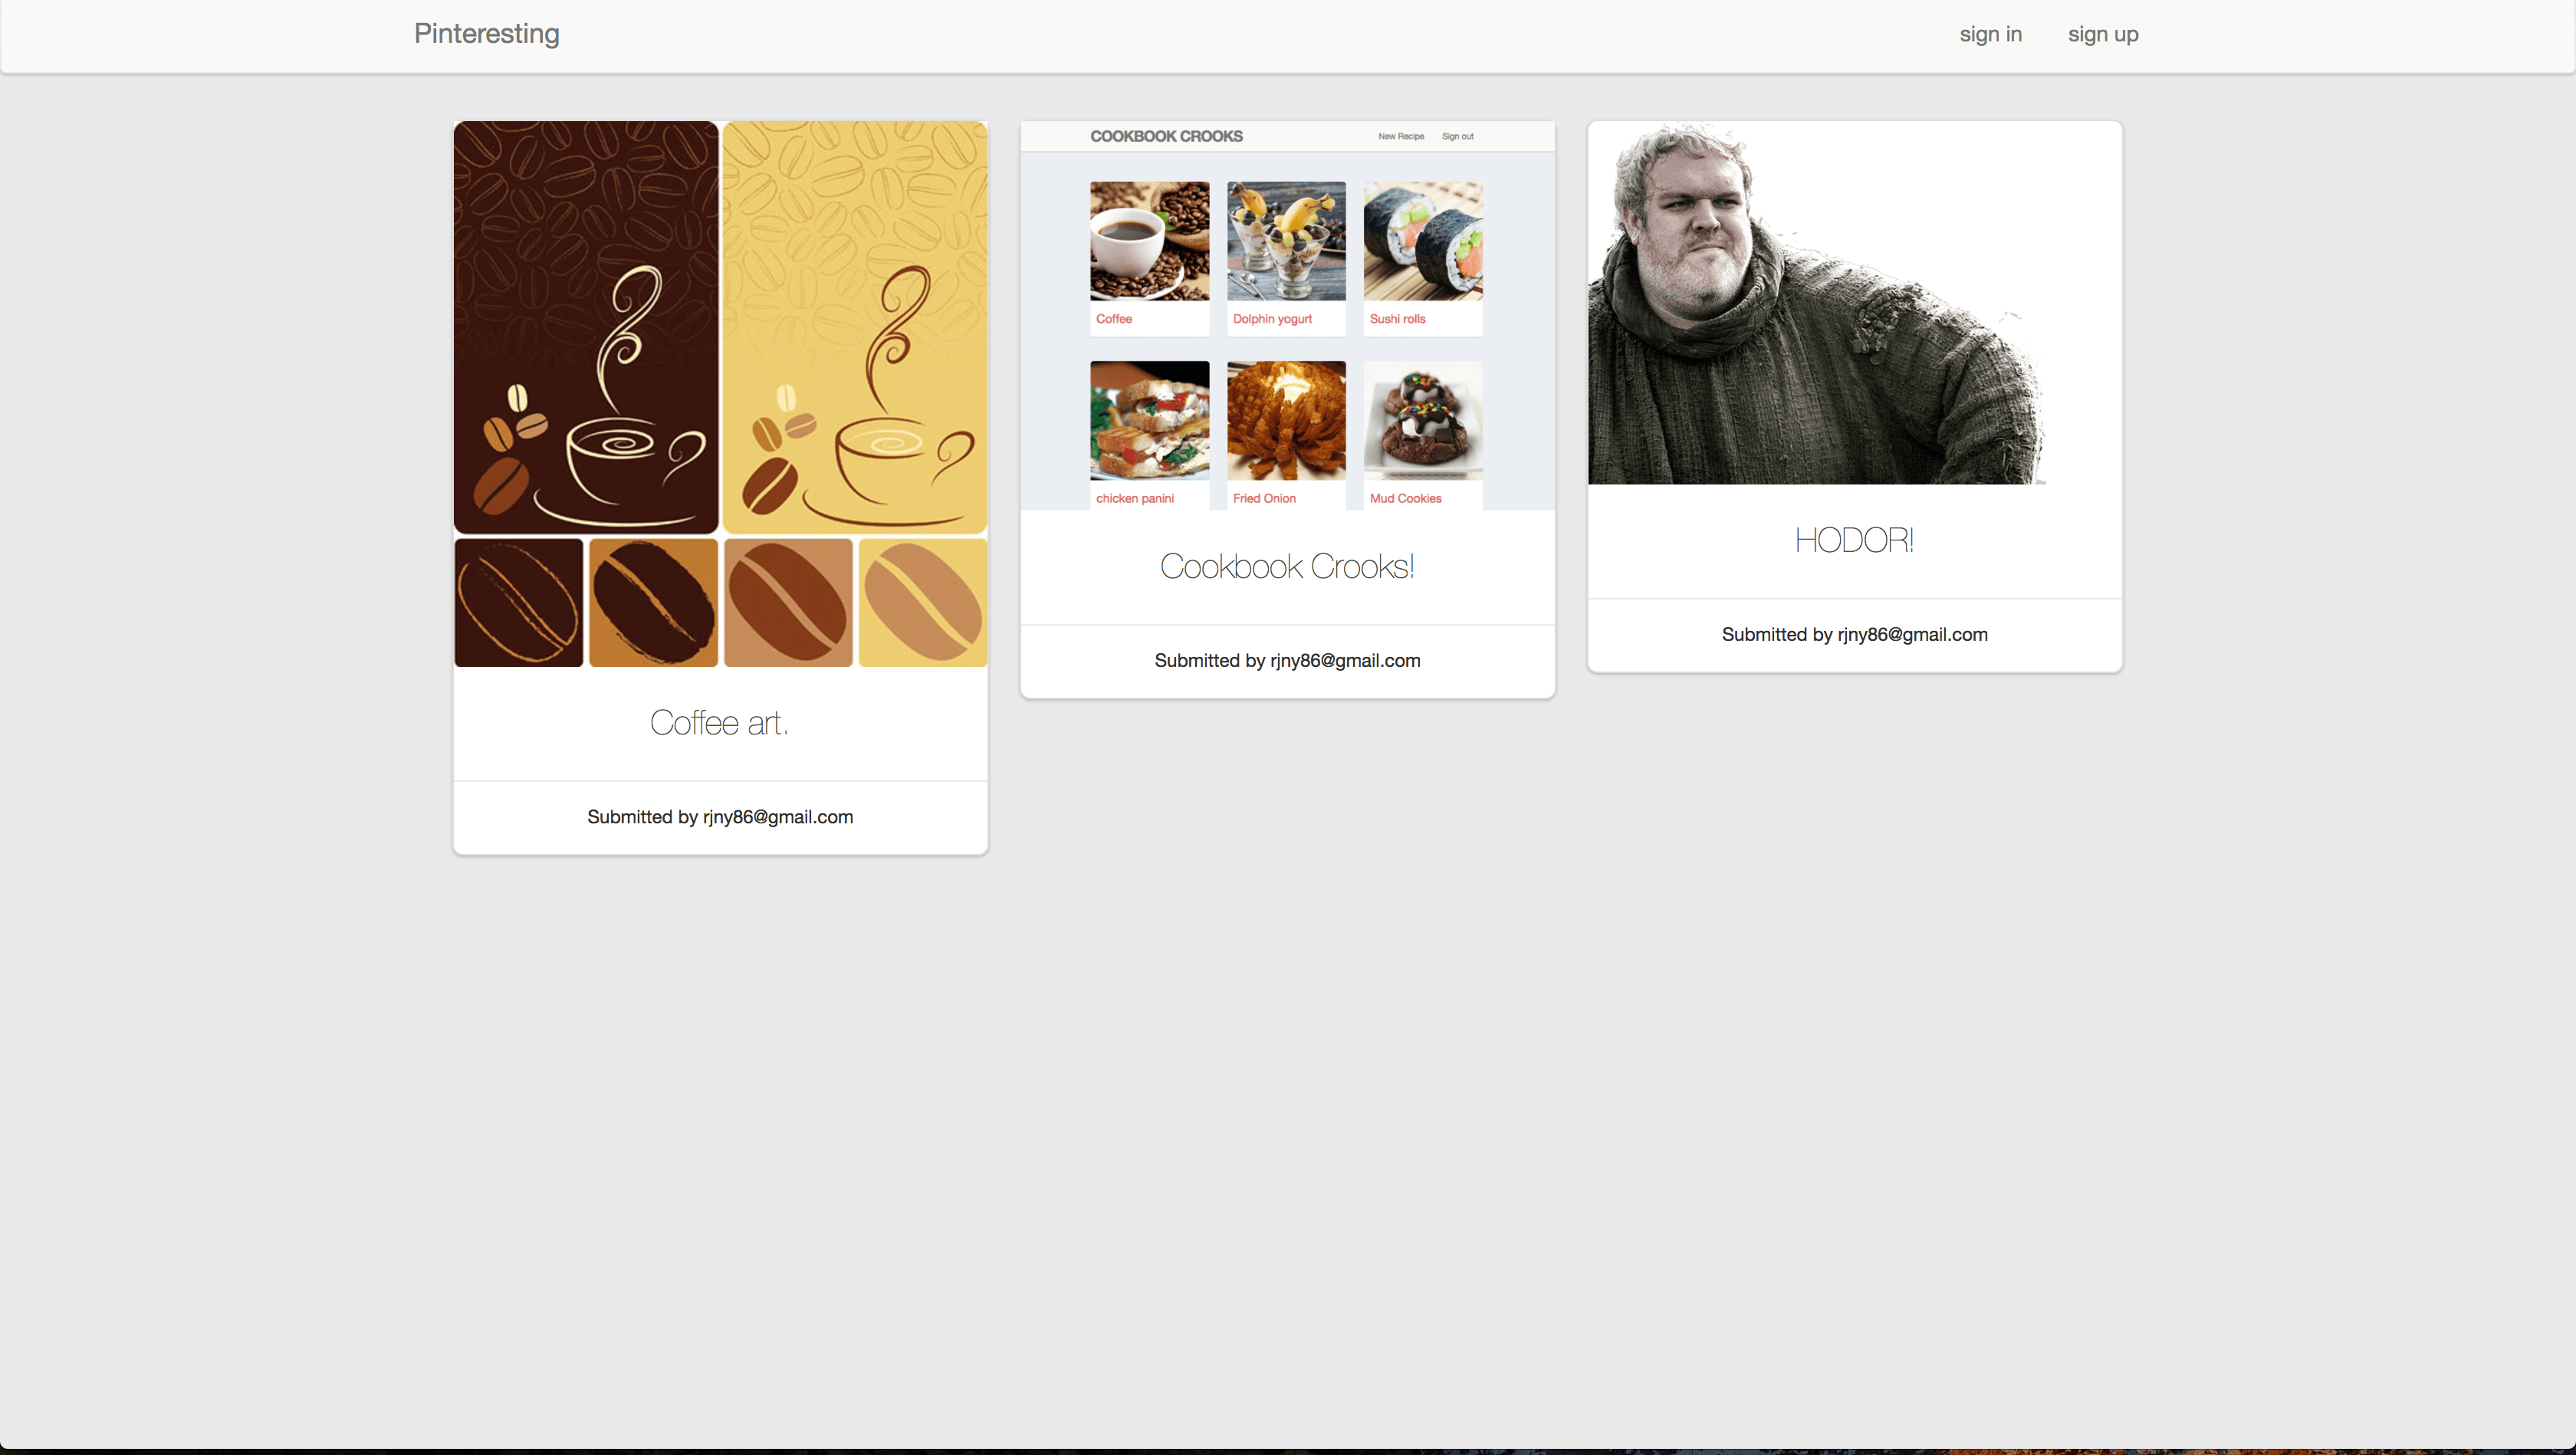 Pinteresting
sign in
sign up
COOKBOOK CROOKS
New Recipe
Sign out
Coffee
Dolphin yogurt
Sushi rolls
chicken panini
Fried Onion
Mud Cookies
Coffee art.
Submitted by rjny86@gmail.com
Cookbook Crooks!
Submitted by rjny86@gmail.com
HODOR!
Submitted by rjny86@gmail.com